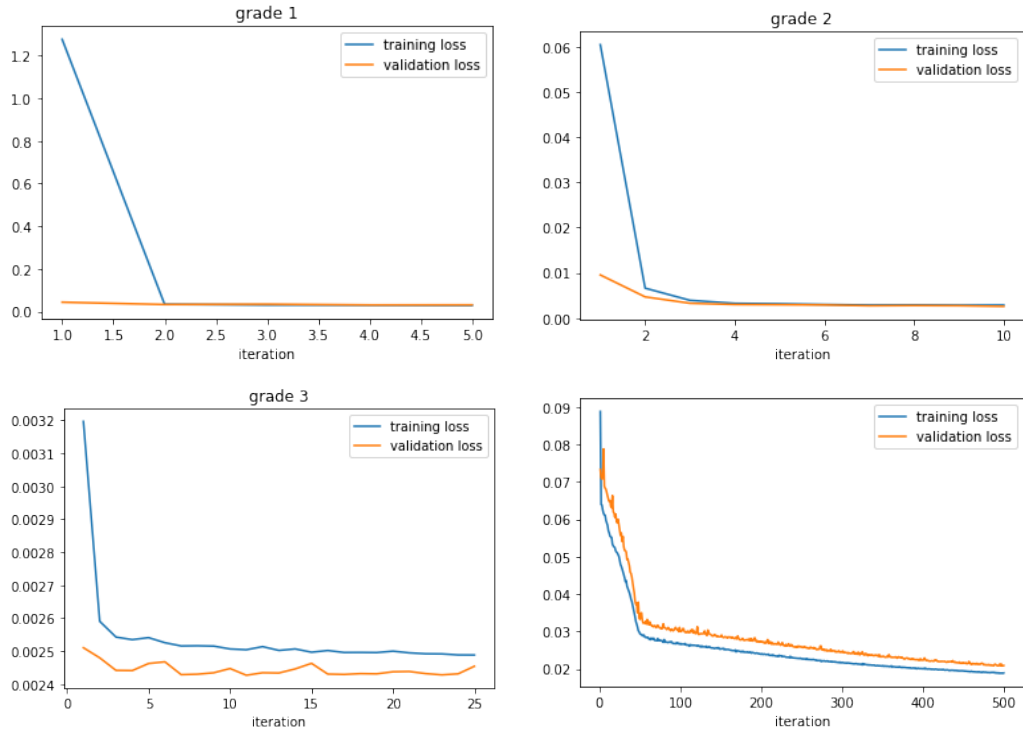 grade 1
training loss
validation loss
1.2
1.0
0.8
0.6
0.4
0.2
0.0
1.0 1.5 2.0 2.5 3.0 3.5 4.0 4.5 5.0
iteration
grade 2
training loss
validation loss
0.06
0.05
0.04
0.03
0.02
0.01
0.00
2 4 6 8 10
iteration
grade 3
training loss
validation loss
0.0032
0.0031
0.0030
0.0029
0.0028
0.0027
0.0026
0.0025
0.0024
0 5 10 15 20 25
iteration
training loss
validation loss
0.09
0.08
0.07
0.06
0.05
0.04
0.03
0.02
0 100 200 300 400 500
iteration